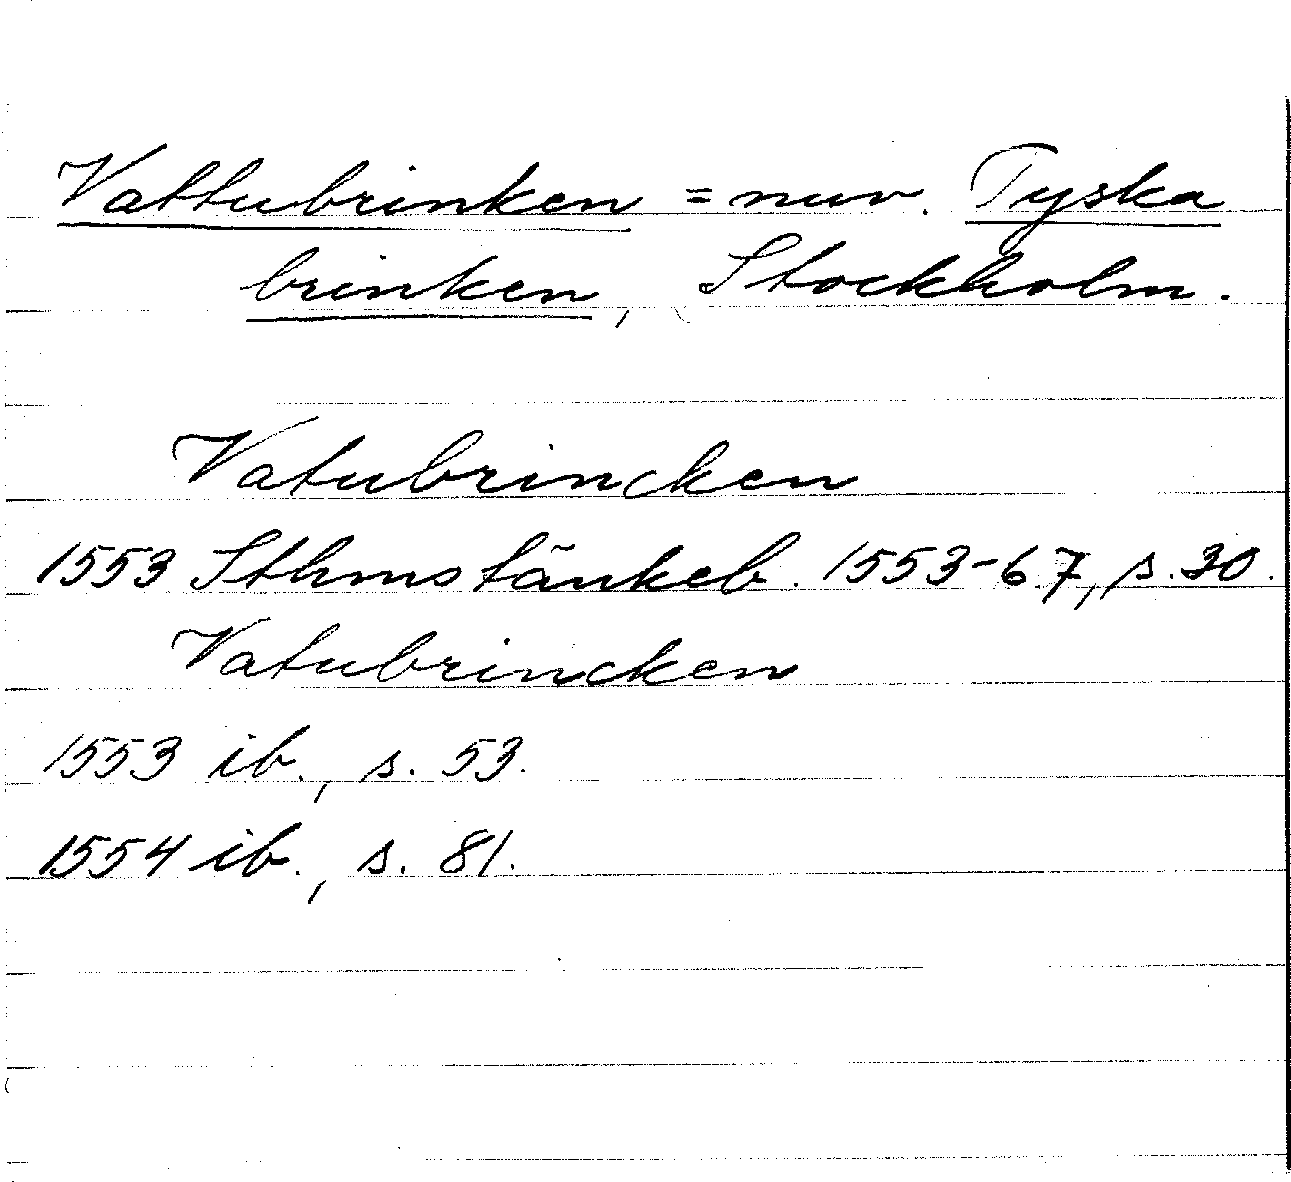 Vattubrinken = nuv. Tyska
brinken, Stockholm.
Vatubrincken
1553 Sthms tänkeb. 1553-67, s. 30.
Vatubrincken
1553 ib., s. 53.
1554 ib., s. 81.